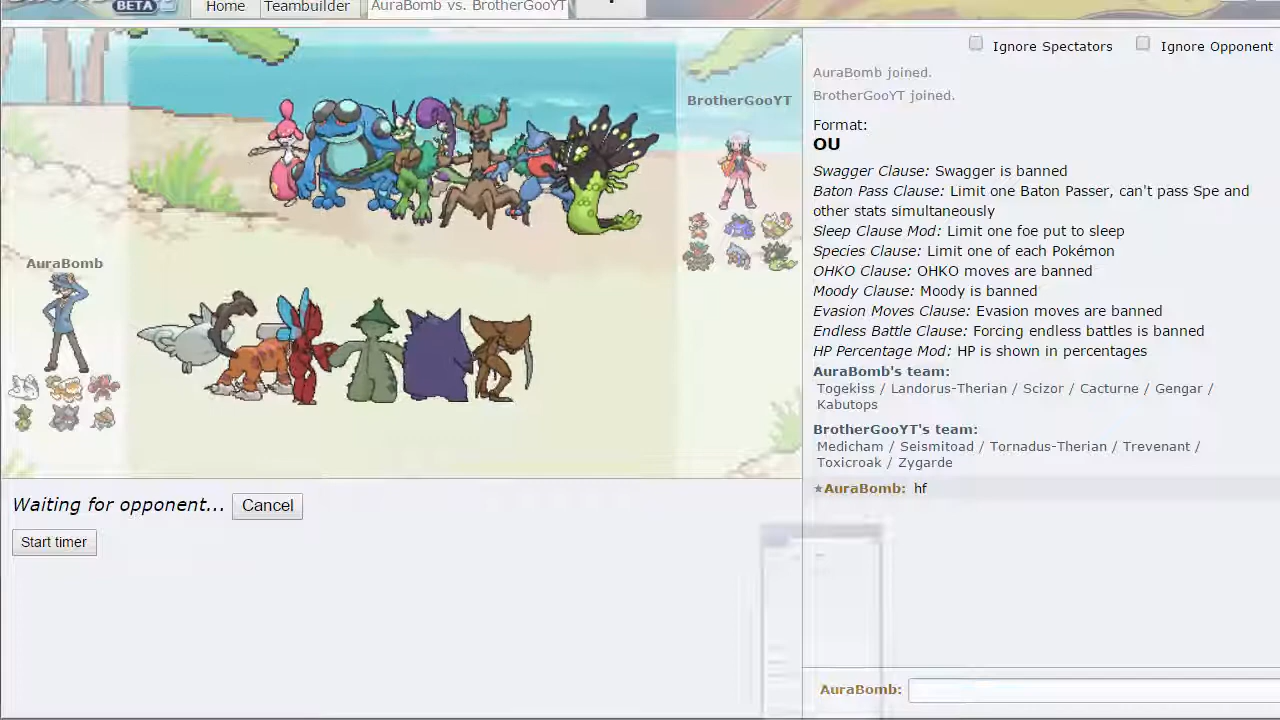 BETA
Home
Teambuilder
AuraBomb vs. BrotherGooYT
Ignore Spectators
Ignore Opponent
AuraBomb joined.
BrotherGooYT joined.
BrotherGooYT
AuraBomb
Format:
OU
Swagger Clause: Swagger is banned
Baton Pass Clause: Limit one Baton Passer, can't pass Spe and
other stats simultaneously
Sleep Clause Mod: Limit one foe put to sleep
Species Clause: Limit one of each Pokémon
OHKO Clause: OHKO moves are banned
Moody Clause: Moody is banned
Evasion Moves Clause: Evasion moves are banned
Endless Battle Clause: Forcing endless battles is banned
HP Percentage Mod: HP is shown in percentages
AuraBomb's team:
Togekiss / Landorus-Therian / Scizor / Cacturne / Gengar /
Kabutops
BrotherGooYT's team:
Medicham / Seismitoad / Tornadus-Therian / Trevenant /
Toxicroak / Zygarde
★AuraBomb: hf
Waiting for opponent...
Cancel
Start timer
AuraBomb: